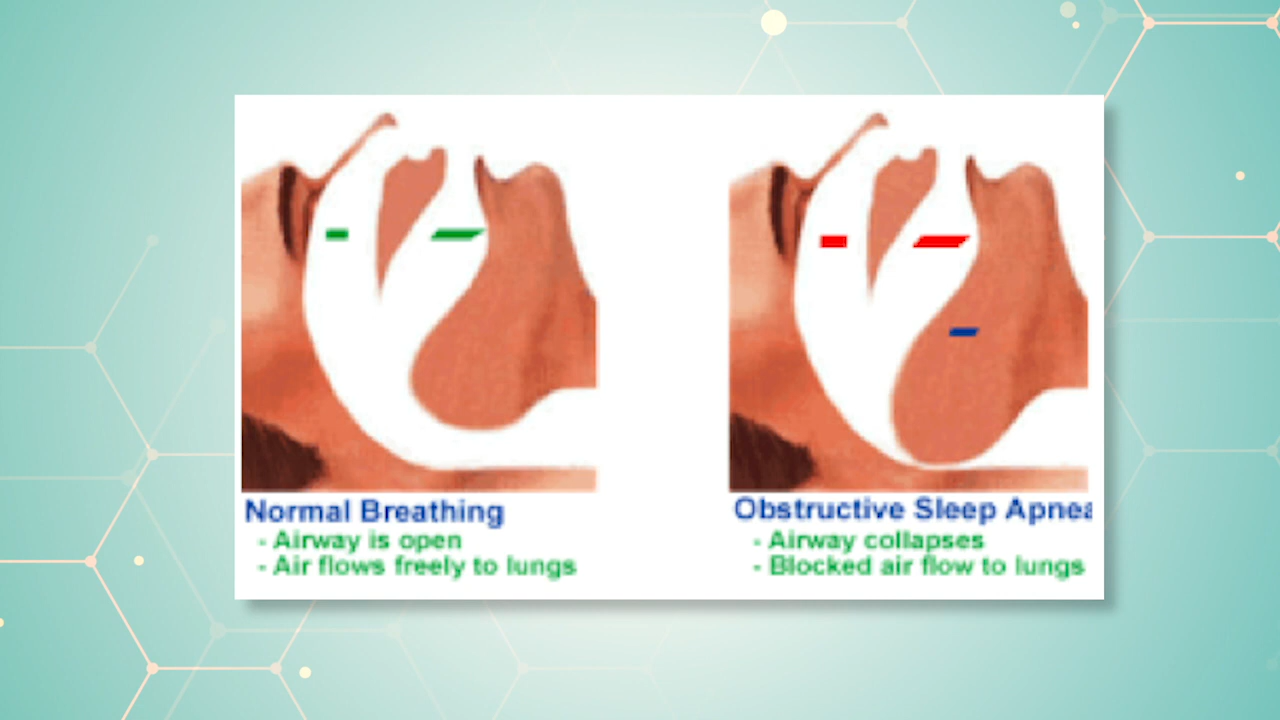 Normal Breathing
- Airway is open
- Air flows freely to lungs
Obstructive Sleep Apnea
- Airway collapses
- Blocked air flow to lungs